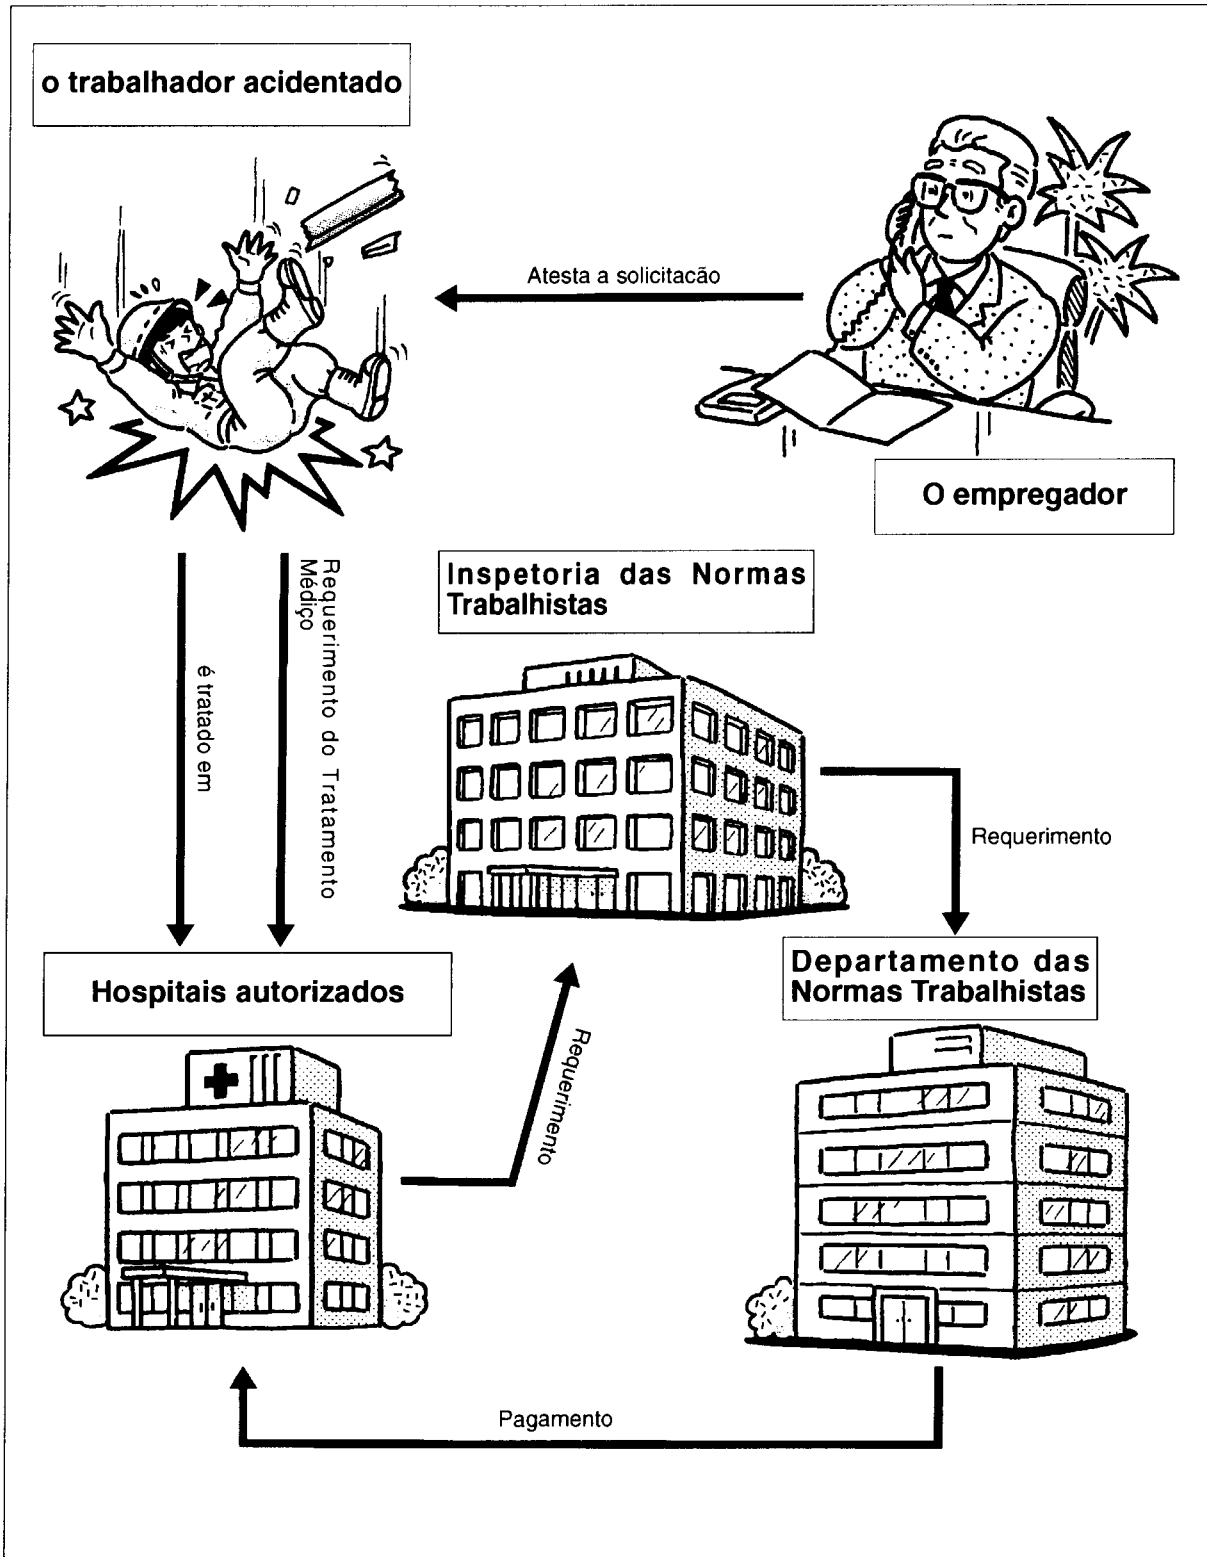 o trabalhador acidentado
Atesta a solicitacão
O empregador
Requerimento do Tratamento
Médiço
é tratado em
Inspetoria das Normas
Trabalhistas
Requerimento
Hospitais autorizados
Departamento das
Normas Trabalhistas
Requerimento
Pagamento